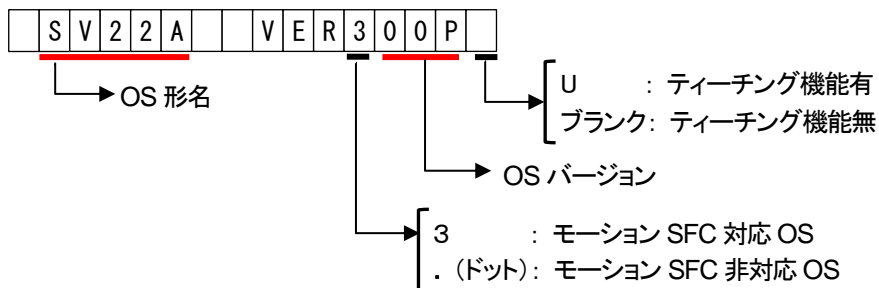 SV22A VER300P
OS 形名
U : ティーチング機能有
ブランク: ティーチング機能無
OS バージョン
3 : モーション SFC 対応 OS
. (ドット): モーション SFC 非対応 OS